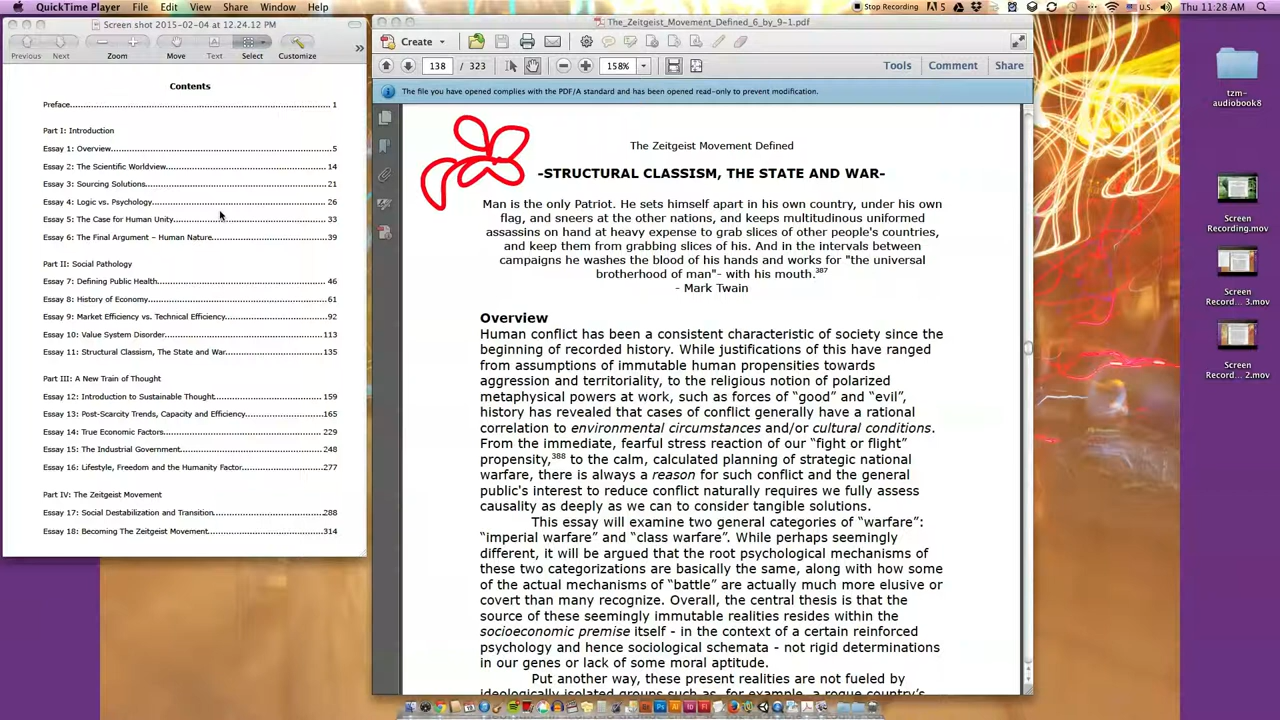 QuickTime Player File Edit View Share Window Help
Stop Recording
U.S.
Thu 11:28 AM
Screen shot 2015-02-04 at 12.24.12 PM
Previous Next Zoom Move Text Select Customize
Contents
Preface 1
Part I: Introduction
Essay 1: Overview 5
Essay 2: The Scientific Worldview 14
Essay 3: Sourcing Solutions 21
Essay 4: Logic vs. Psychology 26
Essay 5: The Case for Human Unity 33
Essay 6: The Final Argument – Human Nature 39
Part II: Social Pathology
Essay 7: Defining Public Health 46
Essay 8: History of Economy 61
Essay 9: Market Efficiency vs. Technical Efficiency 92
Essay 10: Value System Disorder 113
Essay 11: Structural Classism, The State and War 135
Part III: A New Train of Thought
Essay 12: Introduction to Sustainable Thought 159
Essay 13: Post-Scarcity Trends, Capacity and Efficiency 165
Essay 14: True Economic Factors 229
Essay 15: The Industrial Government 248
Essay 16: Lifestyle, Freedom and the Humanity Factor 277
Part IV: The Zeitgeist Movement
Essay 17: Social Destabilization and Transition 288
Essay 18: Becoming The Zeitgeist Movement 314
The_Zeitgeist_Movement_Defined_6_by_9-1.pdf
Create
138 / 323
158%
Tools Comment Share
The file you have opened complies with the PDF/A standard and has been opened read-only to prevent modification.
The Zeitgeist Movement Defined
-STRUCTURAL CLASSISM, THE STATE AND WAR-
Man is the only Patriot. He sets himself apart in his own country, under his own
flag, and sneers at the other nations, and keeps multitudinous uniformed
assassins on hand at heavy expense to grab slices of other people's countries,
and keep them from grabbing slices of his. And in the intervals between
campaigns he washes the blood of his hands and works for "the universal
brotherhood of man"- with his mouth.387
- Mark Twain
Overview
Human conflict has been a consistent characteristic of society since the
beginning of recorded history. While justifications of this have ranged
from assumptions of immutable human propensities towards
aggression and territoriality, to the religious notion of polarized
metaphysical powers at work, such as forces of “good” and “evil”,
history has revealed that cases of conflict generally have a rational
correlation to environmental circumstances and/or cultural conditions.
From the immediate, fearful stress reaction of our “fight or flight”
propensity,388 to the calm, calculated planning of strategic national
warfare, there is always a reason for such conflict and the general
public's interest to reduce conflict naturally requires we fully assess
causality as deeply as we can to consider tangible solutions.
This essay will examine two general categories of “warfare”:
“imperial warfare” and “class warfare”. While perhaps seemingly
different, it will be argued that the root psychological mechanisms of
these two categorizations are basically the same, along with how some
of the actual mechanisms of “battle” are actually much more elusive or
covert than many recognize. Overall, the central thesis is that the
source of these seemingly immutable realities resides within the
socioeconomic premise itself - in the context of a certain reinforced
psychology and hence sociological schemata - not rigid determinations
in our genes or lack of some moral aptitude.
Put another way, these present realities are not fueled by
ideologically isolated groups such as, for example, a rogue country's
tzm-
audiobook8
Screen
Recording.mov
Screen
Record... 3.mov
Screen
Record... 2.mov